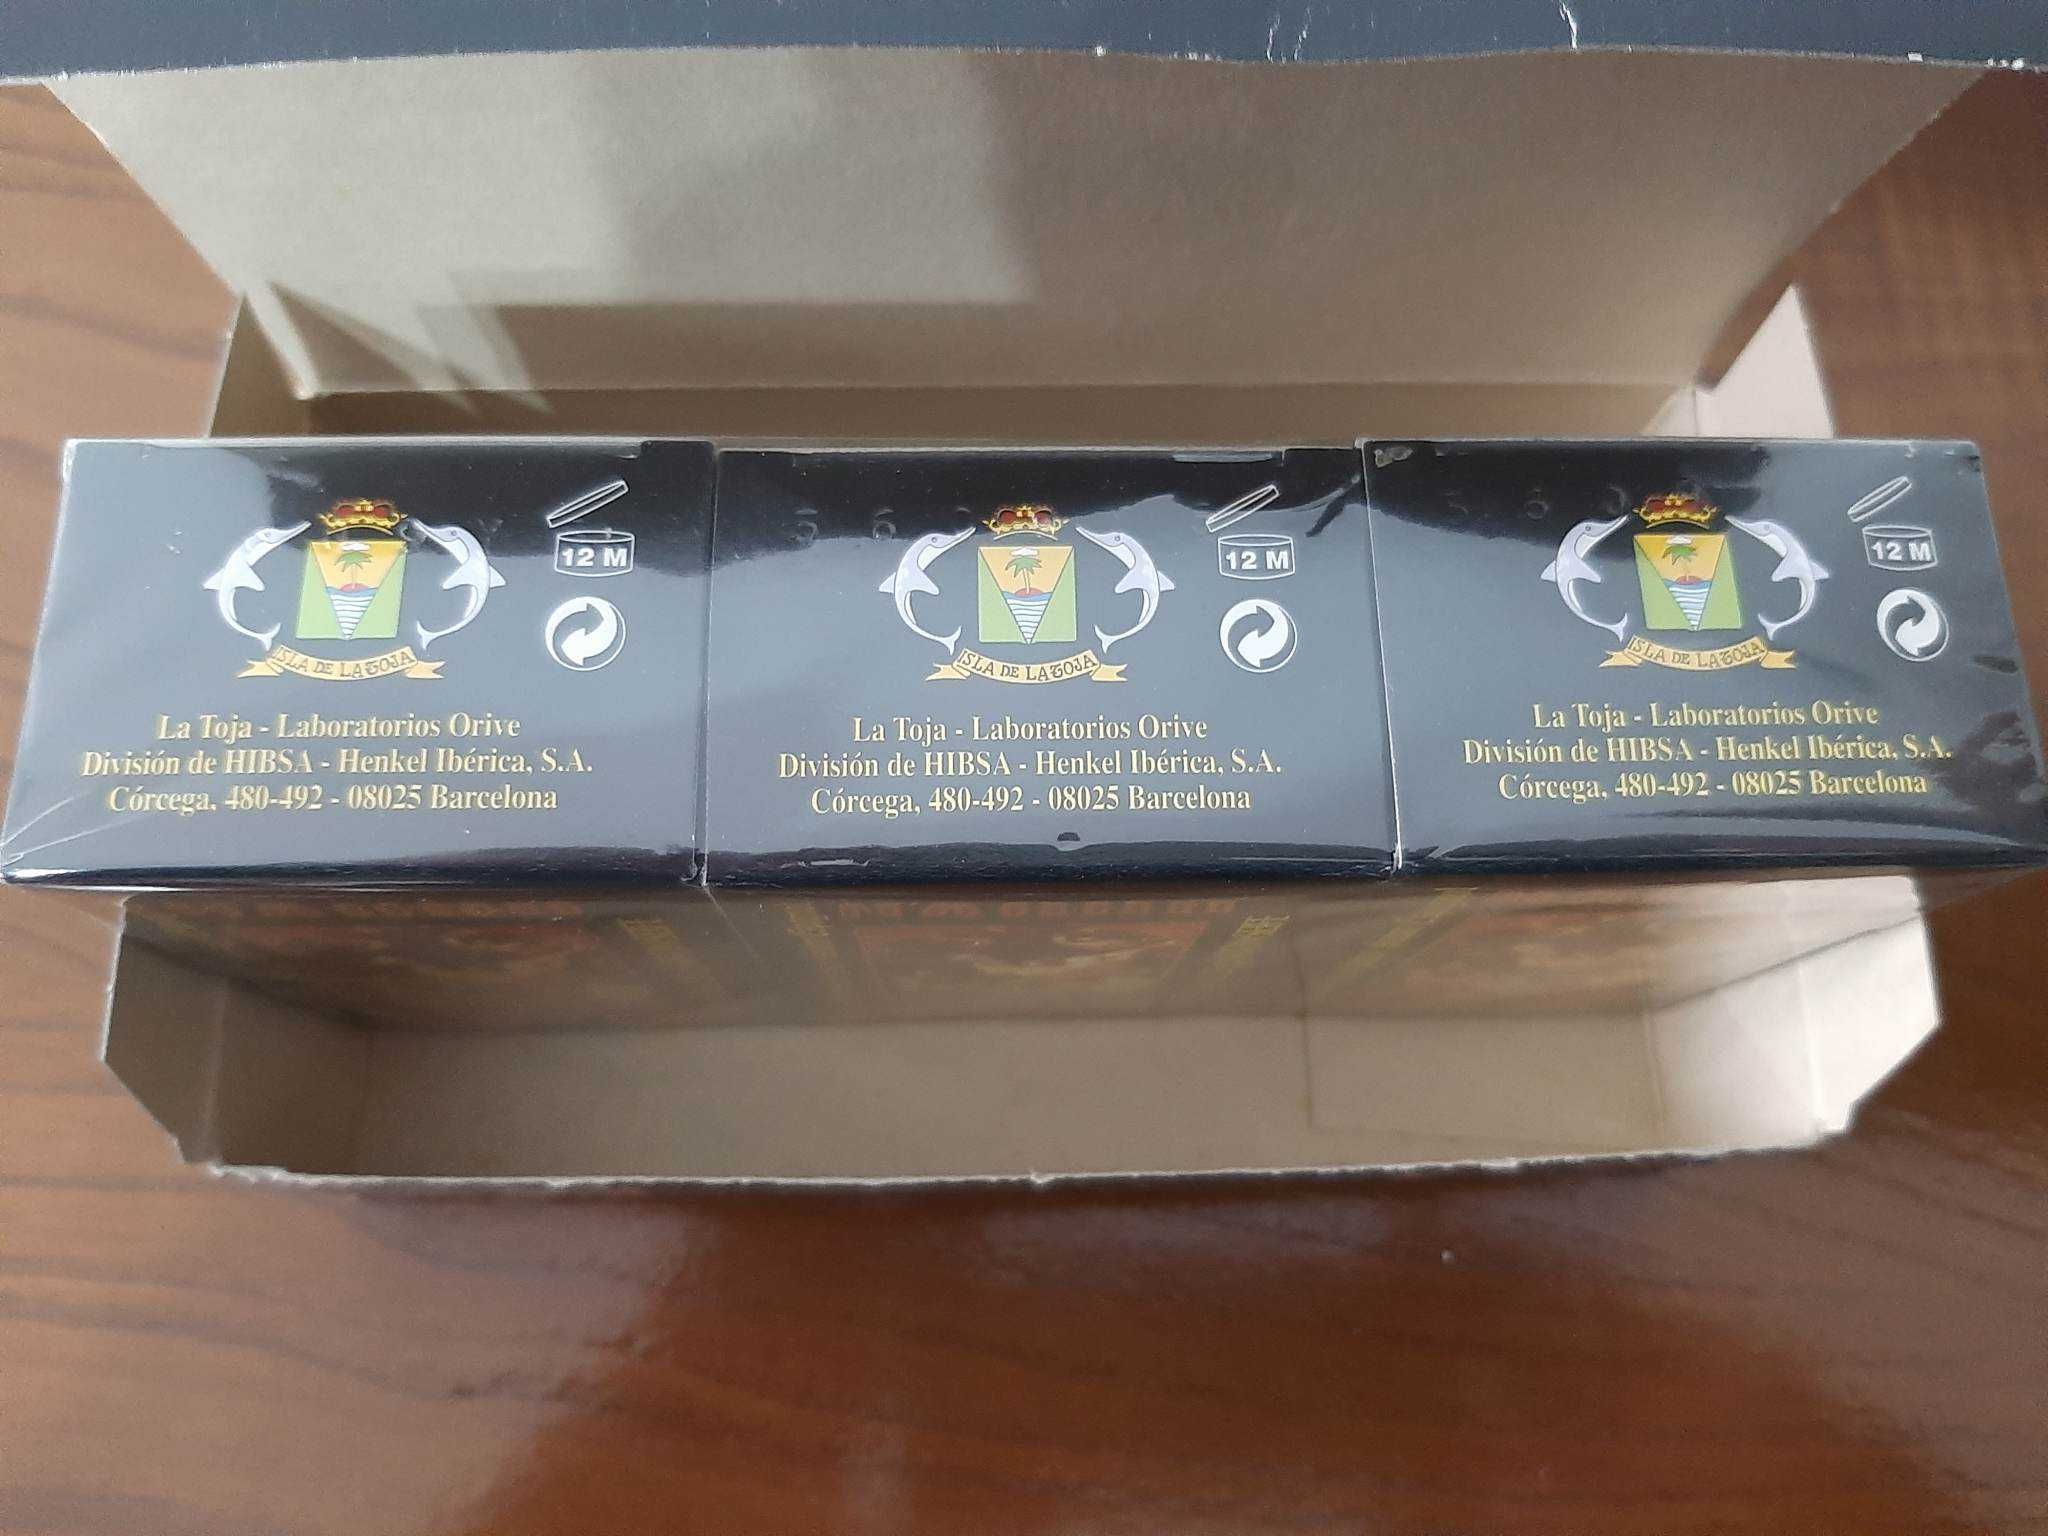 12 M
ISLA DE LA TOJA
La Toja - Laboratorios Orive
División de HIBSA - Henkel Ibérica, S.A.
Córcega, 480-492 - 08025 Barcelona
12 M
ISLA DE LA TOJA
La Toja - Laboratorios Orive
División de HIBSA - Henkel Ibérica, S.A.
Córcega, 480-492 - 08025 Barcelona
12 M
ISLA DE LA TOJA
La Toja - Laboratorios Orive
División de HIBSA - Henkel Ibérica, S.A.
Córcega, 480-492 - 08025 Barcelona